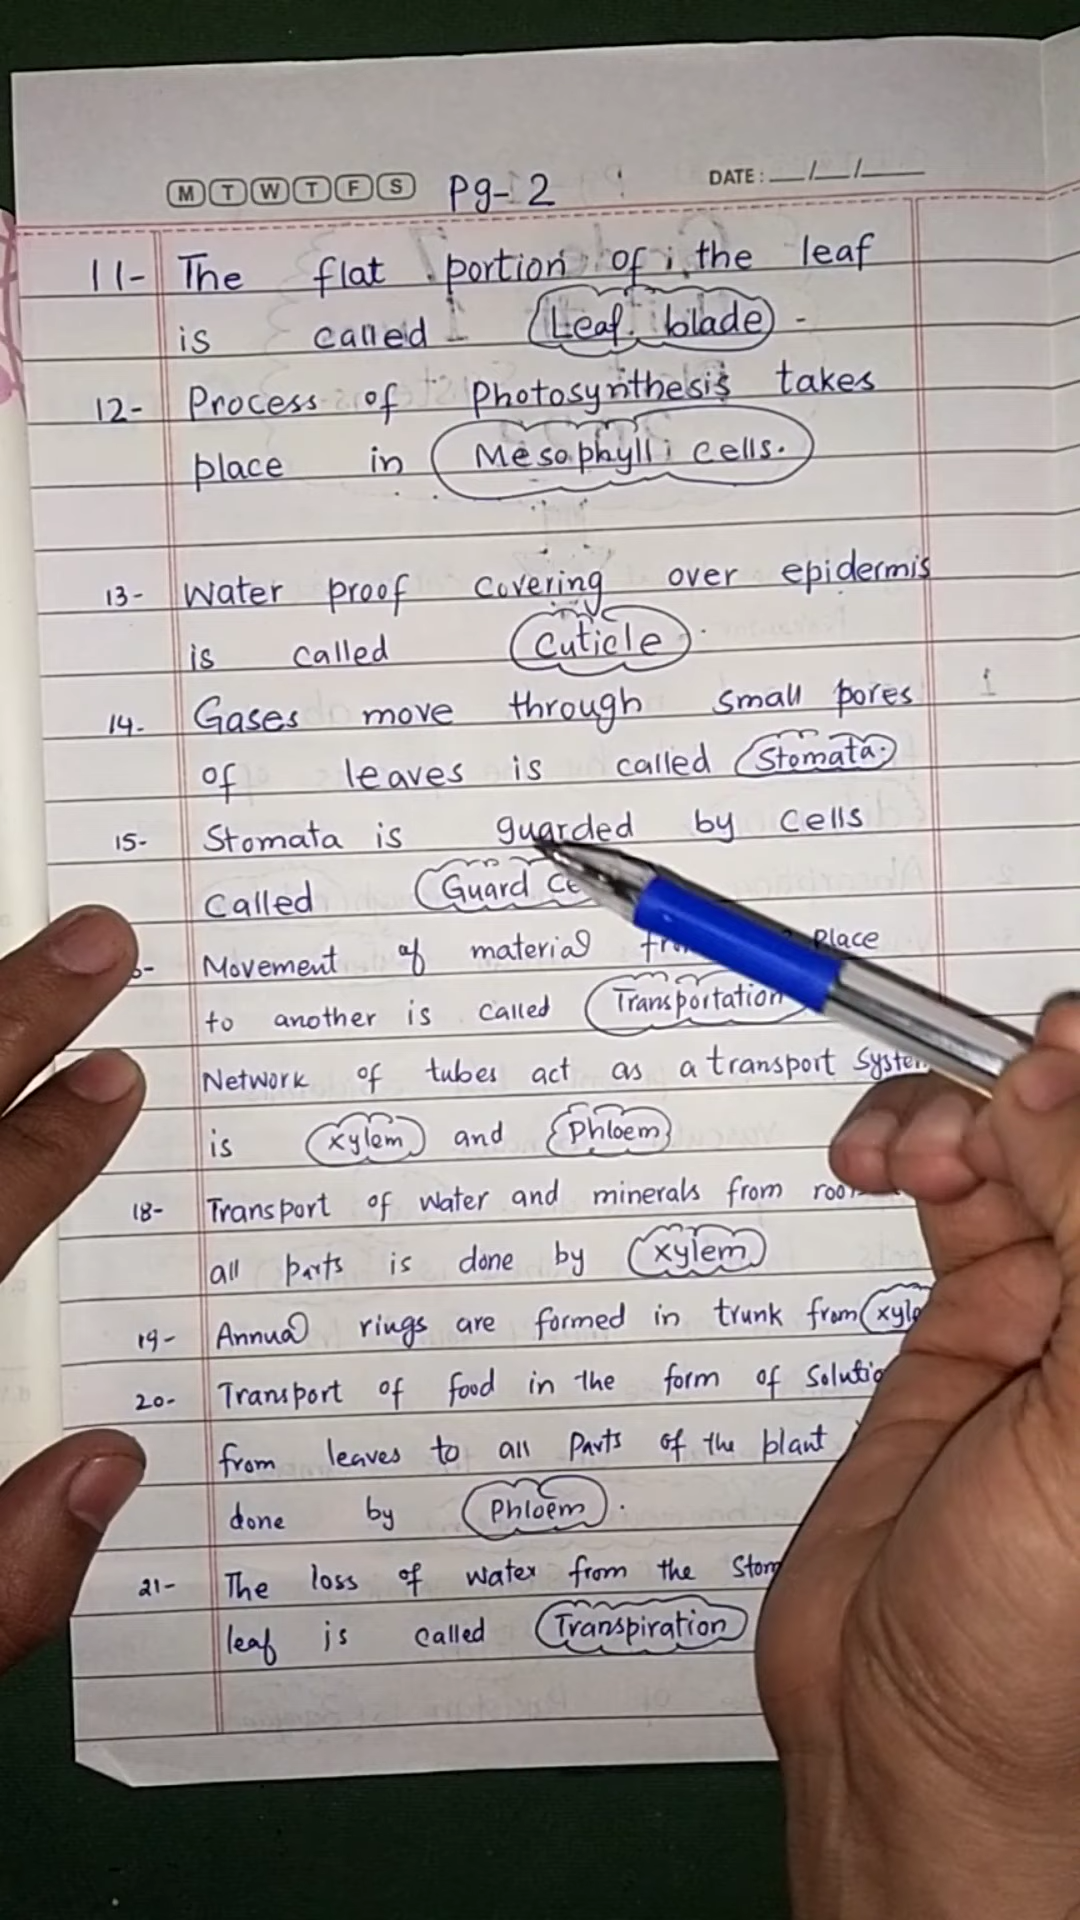 M T W T F S Pg-2 DATE: __/__/__
11- The flat portion of the leaf
is called Leaf blade.
12- Process of Photosynthesis takes
place in Mesophyll cells.
13- Water proof covering over epidermis
is called Cuticle.
14- Gases move through small pores
of leaves is called Stomata.
15- Stomata is guarded by cells
Called Guard
Movement of material Place
to another is called Transportation
Network of tubes act as a transport
is xylem and Phloem
18- Transport of water and minerals from
all parts is done by xylem
19- Annual rings are formed in trunk from
20- Transport of food in the form of
from leaves to all Parts of the plant
done by Phloem.
21- The loss of water from the
leaf is called Transpiration